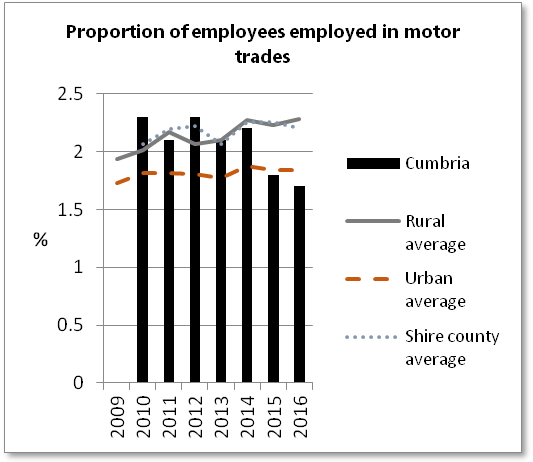 Proportion of employees employed in motor
trades
2.5
2
1.5
1
0.5
0
%
2009
2010
2011
2012
2013
2014
2015
2016
Cumbria
Rural
average
Urban
average
Shire county
average